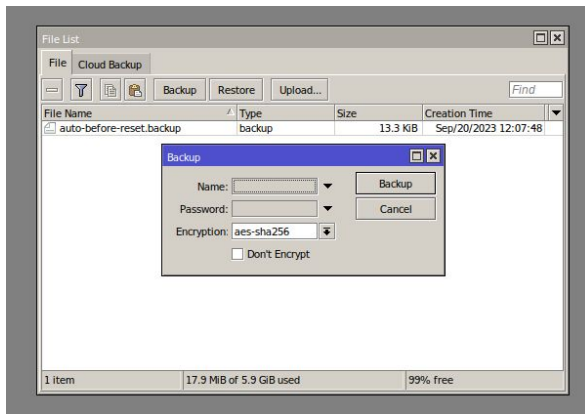 File List
File Cloud Backup
Backup Restore Upload... Find
File Name Type Size Creation Time
auto-before-reset.backup backup 13.3 KiB Sep/20/2023 12:07:48
Backup
Name: Backup
Password: Cancel
Encryption: aes-sha256
Don't Encrypt
1 item 17.9 MiB of 5.9 GiB used 99% free